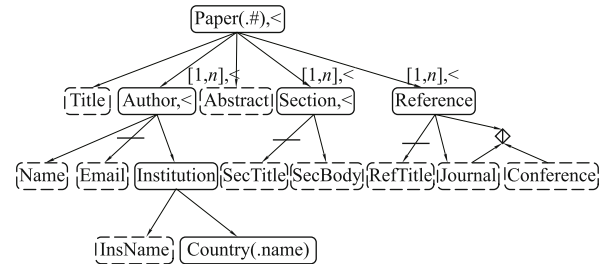 Paper(.#),<
[1,n],< [1,n],< [1,n],<
Title Author,< Abstract Section,< Reference
Name Email Institution SecTitle SecBody RefTitle Journal Conference
InsName Country(.name)